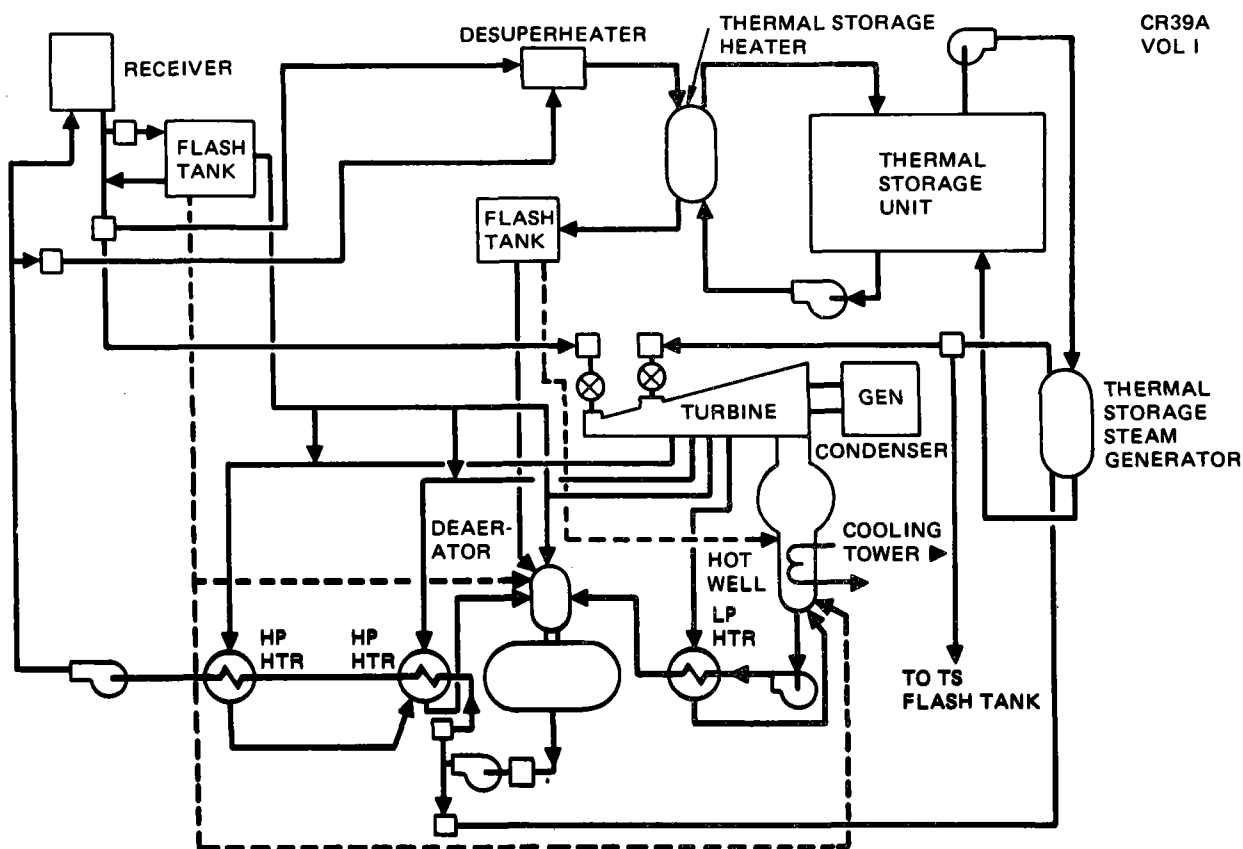 CR39A
VOL I
THERMAL STORAGE
HEATER
DESUPERHEATER
RECEIVER
FLASH
TANK
THERMAL
STORAGE
UNIT
FLASH
TANK
TURBINE
GEN
CONDENSER
THERMAL
STORAGE
STEAM
GENERATOR
DEAER-
ATOR
HOT
WELL
COOLING
TOWER
HP
HTR
HP
HTR
LP
HTR
TO TS
FLASH TANK